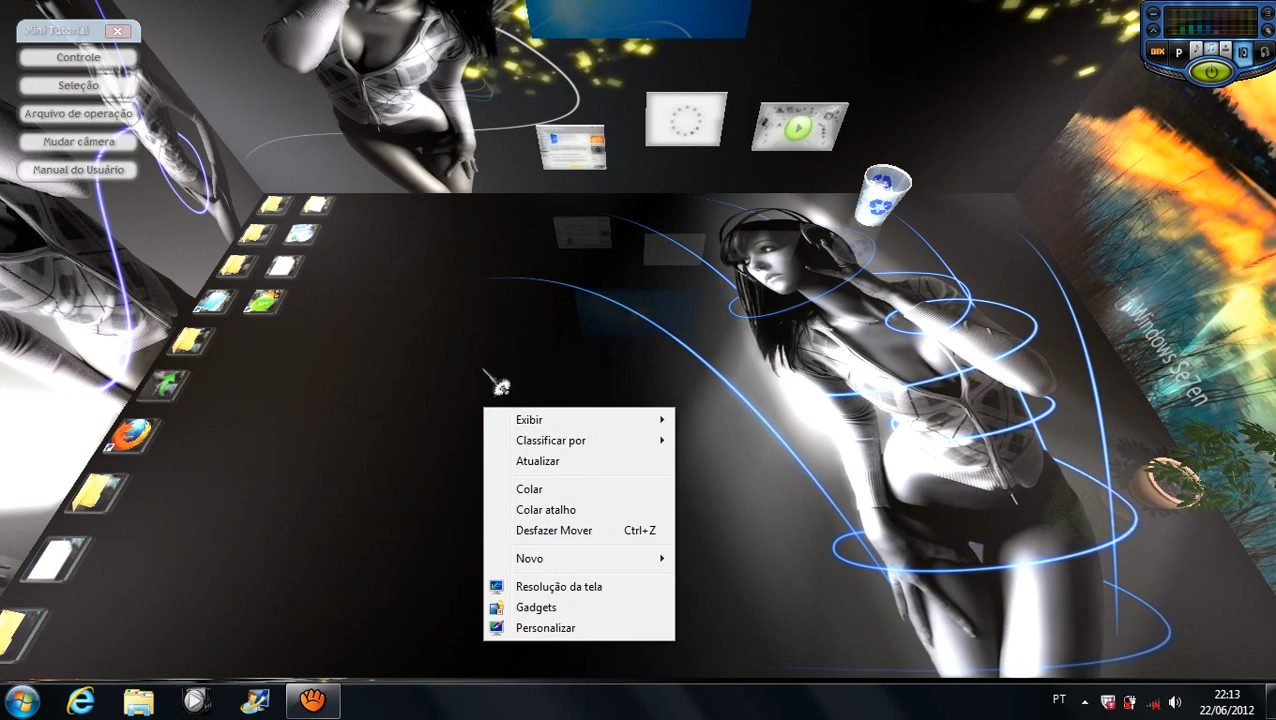 Mini Tutorial
Controle
Seleção
Arquivo de operação
Mudar câmera
Manual do Usuário
P
Windows Se7en
Exibir
Classificar por
Atualizar
Colar
Colar atalho
Desfazer Mover Ctrl+Z
Novo
Resolução da tela
Gadgets
Personalizar
PT
22:13
22/06/2012